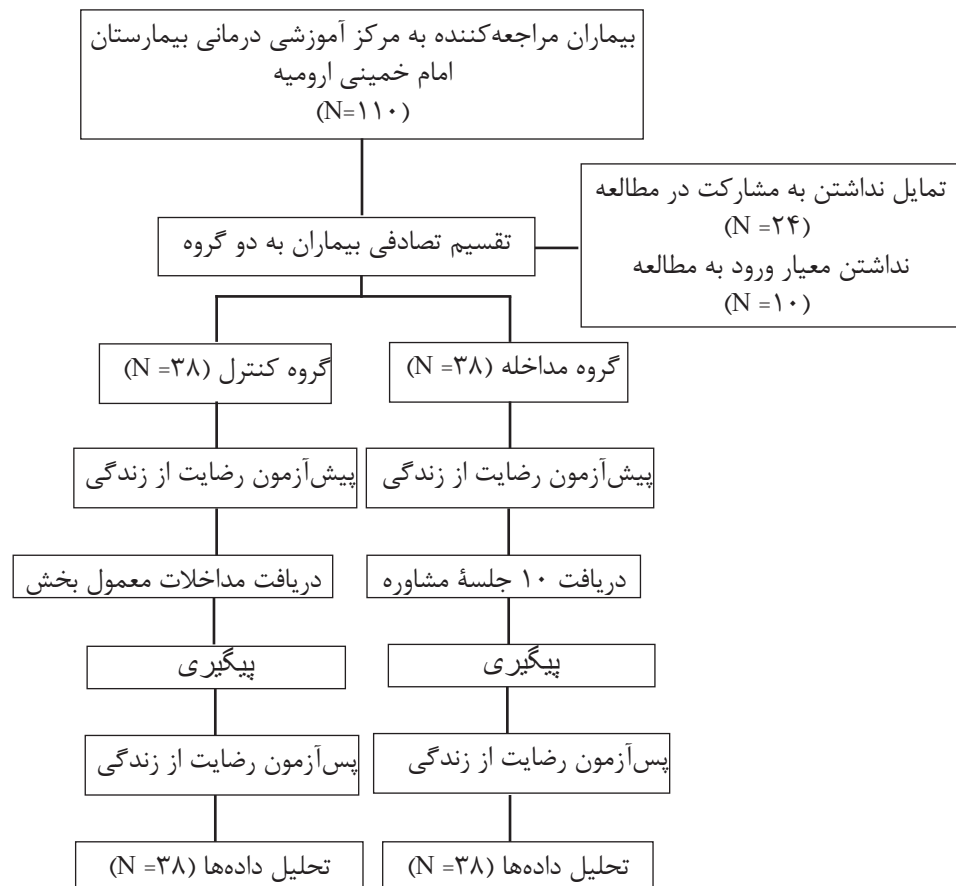 بیماران مراجعه‌کننده به مرکز آموزشی درمانی بیمارستان
امام خمینی ارومیه
(N=۱۱۰)
تمایل نداشتن به مشارکت در مطالعه
(N =۲۴)
نداشتن معیار ورود به مطالعه
(N =۱۰)
تقسیم تصادفی بیماران به دو گروه
گروه مداخله (N =۳۸)
گروه کنترل (N =۳۸)
پیش‌آزمون رضایت از زندگی
پیش‌آزمون رضایت از زندگی
دریافت ۱۰ جلسۀ مشاوره
دریافت مداخلات معمول بخش
پیگیری
پیگیری
پس‌آزمون رضایت از زندگی
پس‌آزمون رضایت از زندگی
تحلیل داده‌ها (N =۳۸)
تحلیل داده‌ها (N =۳۸)